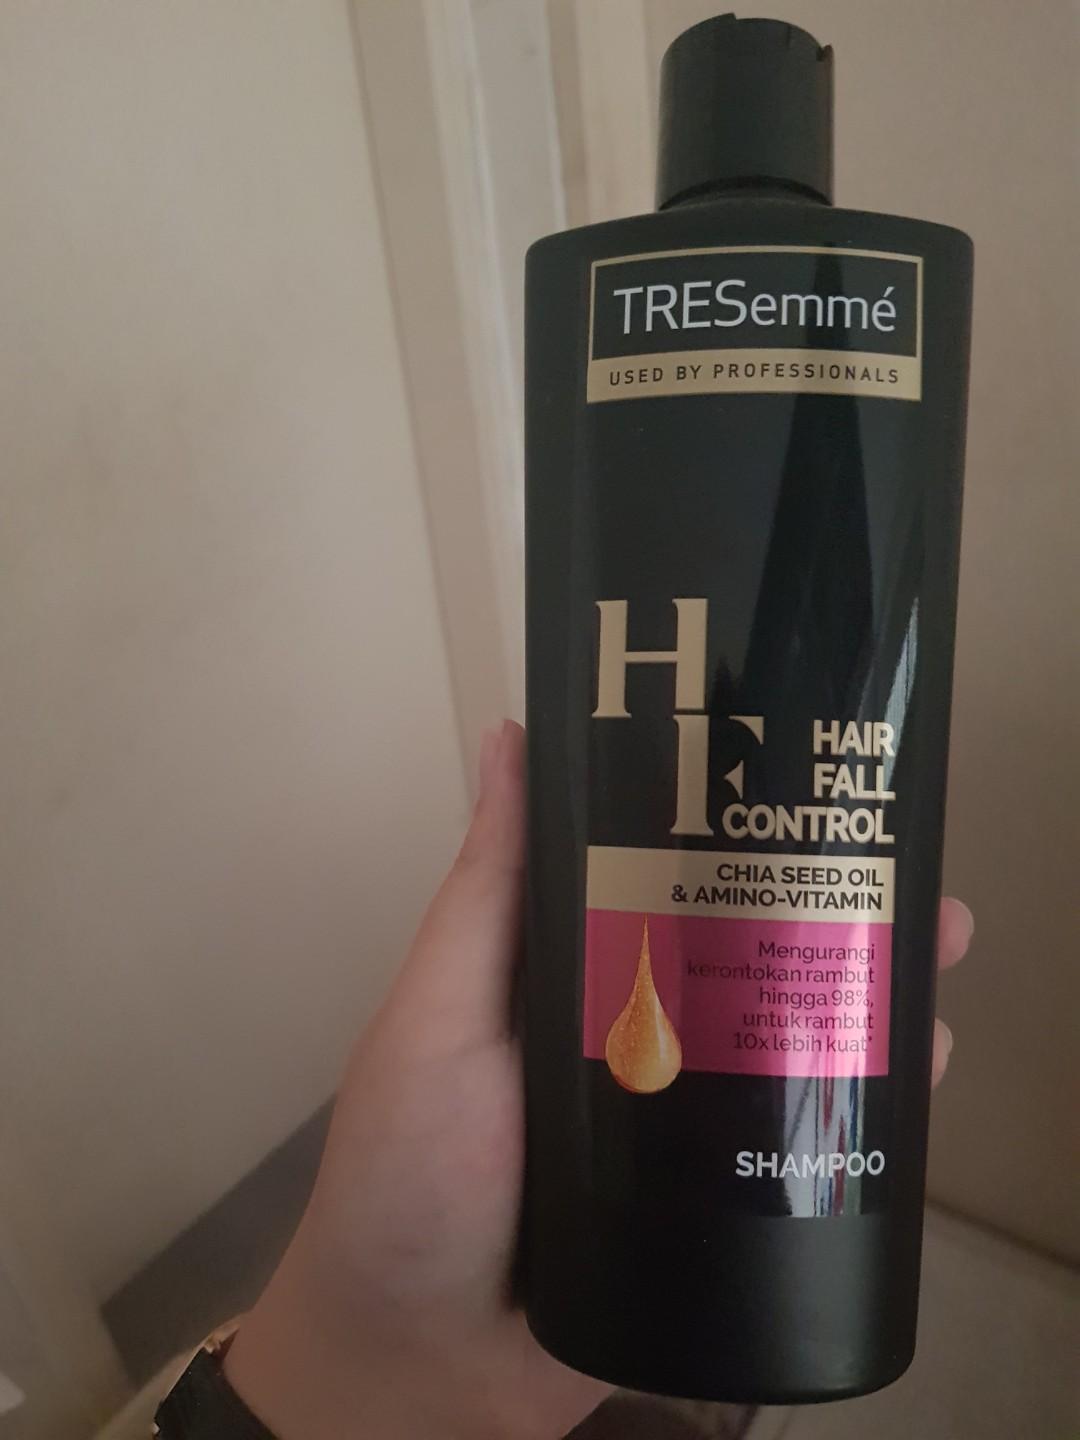 TRESemmé
USED BY PROFESSIONALS
HF
HAIR
FALL
CONTROL
CHIA SEED OIL
& AMINO-VITAMIN
Mengurangi
kerontokan rambut
hingga 98%,
untuk rambut
10x lebih kuat*
SHAMPOO